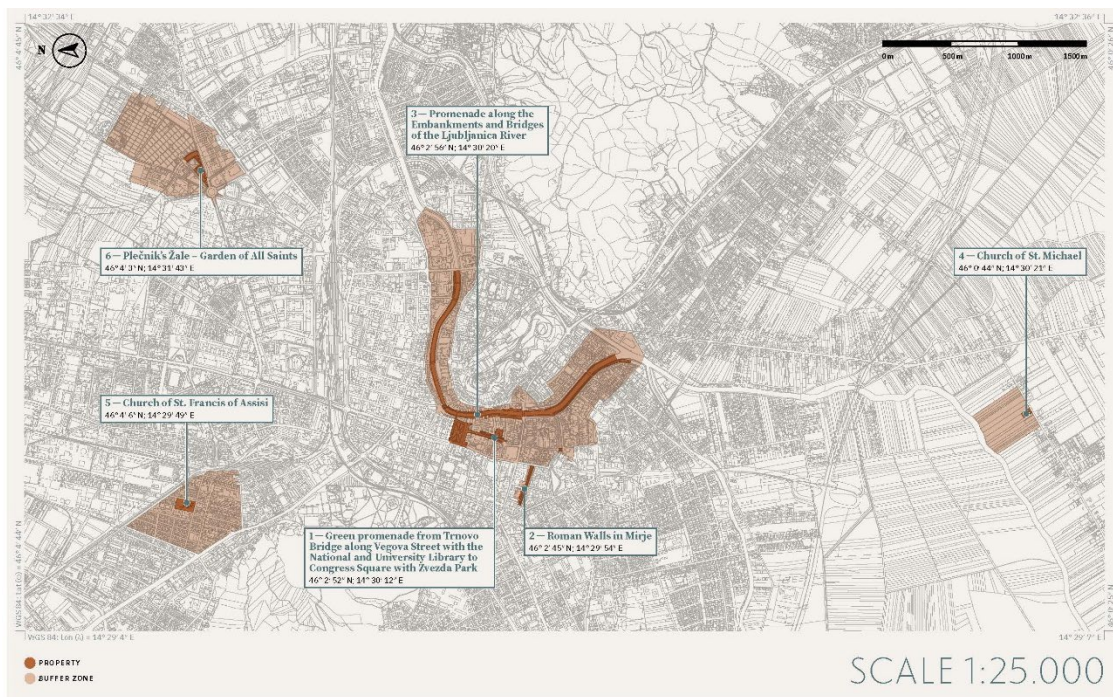 14° 32' 34" E
14° 32' 36" E
N
0m 500m 1000m 1500m
3 — Promenade along the
Embankments and Bridges
of the Ljubljanica River
46° 2' 56" N; 14° 30' 20" E
6 — Plečnik's Žale – Garden of All Saints
46° 4' 3" N; 14° 31' 43" E
4 — Church of St. Michael
46° 0' 44" N; 14° 30' 21" E
5 — Church of St. Francis of Assisi
46° 4' 6" N; 14° 29' 49" E
1 — Green promenade from Trnovo
Bridge along Vegova Street with the
National and University Library to
Congress Square with Zvezda Park
46° 2' 52" N; 14° 30' 12" E
2 — Roman Walls in Mirje
46° 2' 45" N; 14° 29' 54" E
WGS 84: Lon (λ) = 14° 29' 4" E
14° 29' 7" E
PROPERTY
BUFFER ZONE
SCALE 1:25.000